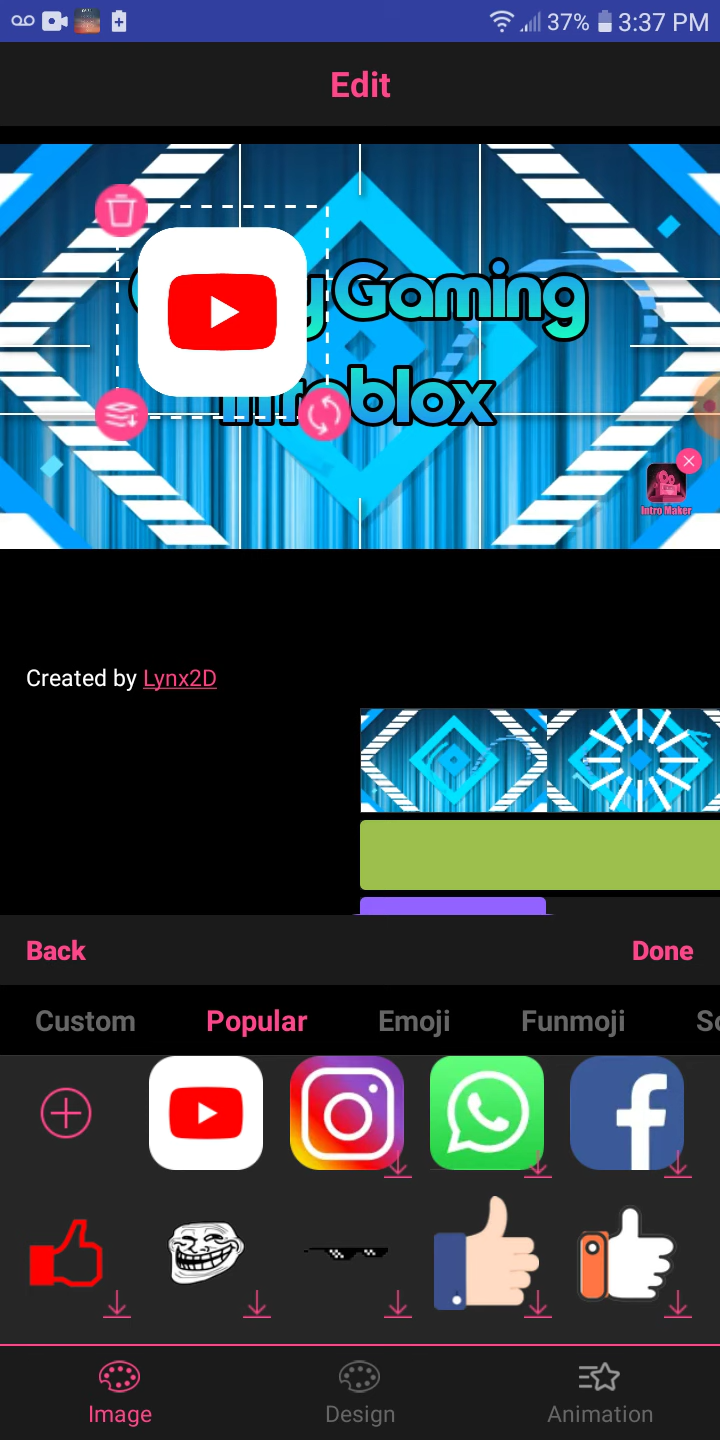 37% 3:37 PM
Edit
Gaming
roblox
Intro Maker
Created by Lynx2D
Back Done
Custom Popular Emoji Funmoji
Image Design Animation